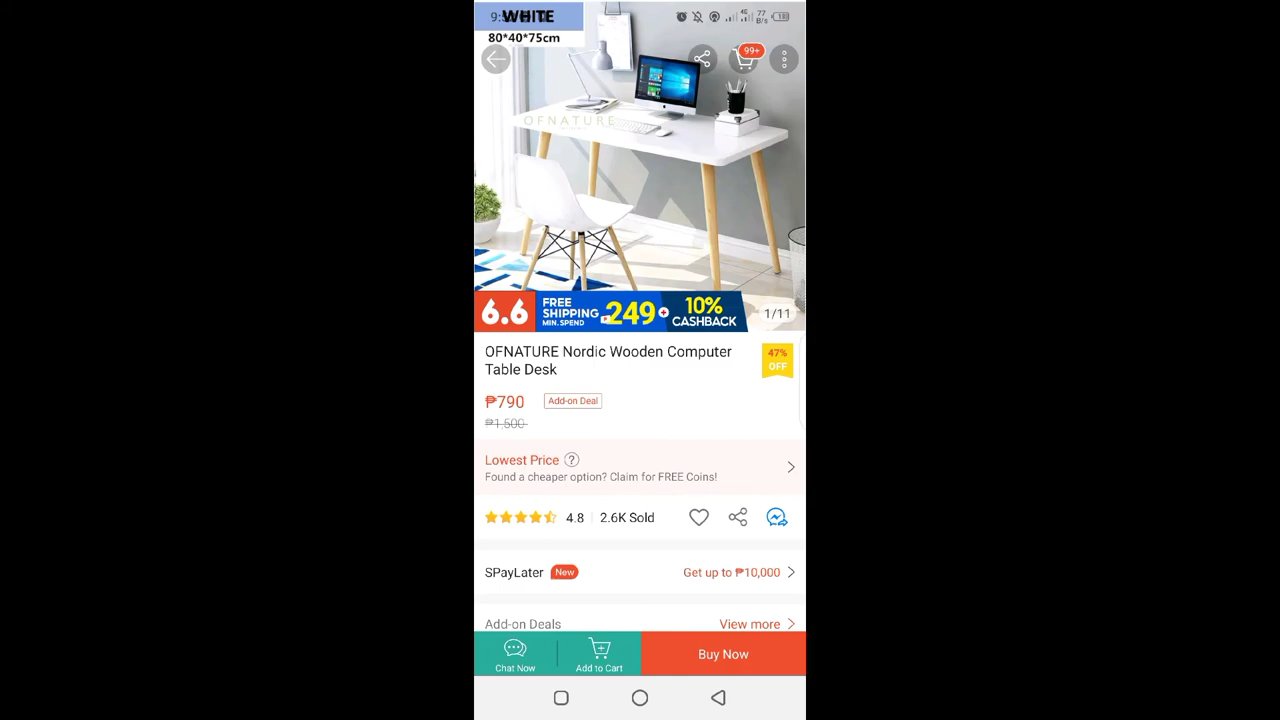 WHITE
80*40*75cm
4G 77 B/s
99+
OFNATURE
6.6 FREE SHIPPING MIN. SPEND 249 10% CASHBACK
1/11
OFNATURE Nordic Wooden Computer
Table Desk
47%
OFF
₱790 Add-on Deal
₱1,500
Lowest Price ?
Found a cheaper option? Claim for FREE Coins!
4.8 2.6K Sold
SPayLater New Get up to ₱10,000
Add-on Deals View more
Chat Now Add to Cart Buy Now